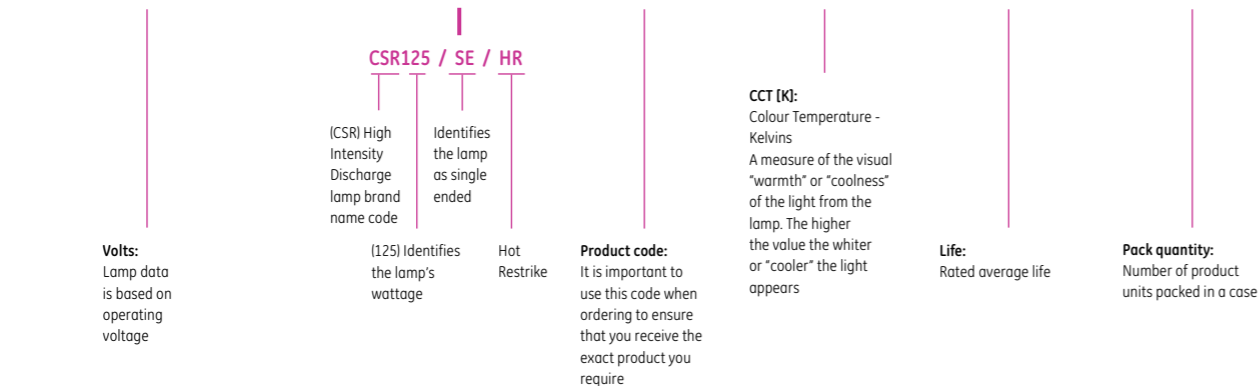 CSR125 / SE / HR
(CSR) High
Intensity
Discharge
lamp brand
name code
Identifies
the lamp
as single
ended
(125) Identifies
the lamp's
wattage
Hot
Restrike
Volts:
Lamp data
is based on
operating
voltage
Product code:
It is important to
use this code when
ordering to ensure
that you receive the
exact product you
require
CCT [K]:
Colour Temperature -
Kelvins
A measure of the visual
"warmth" or "coolness"
of the light from the
lamp. The higher
the value the whiter
or "cooler" the light
appears
Life:
Rated average life
Pack quantity:
Number of product
units packed in a case